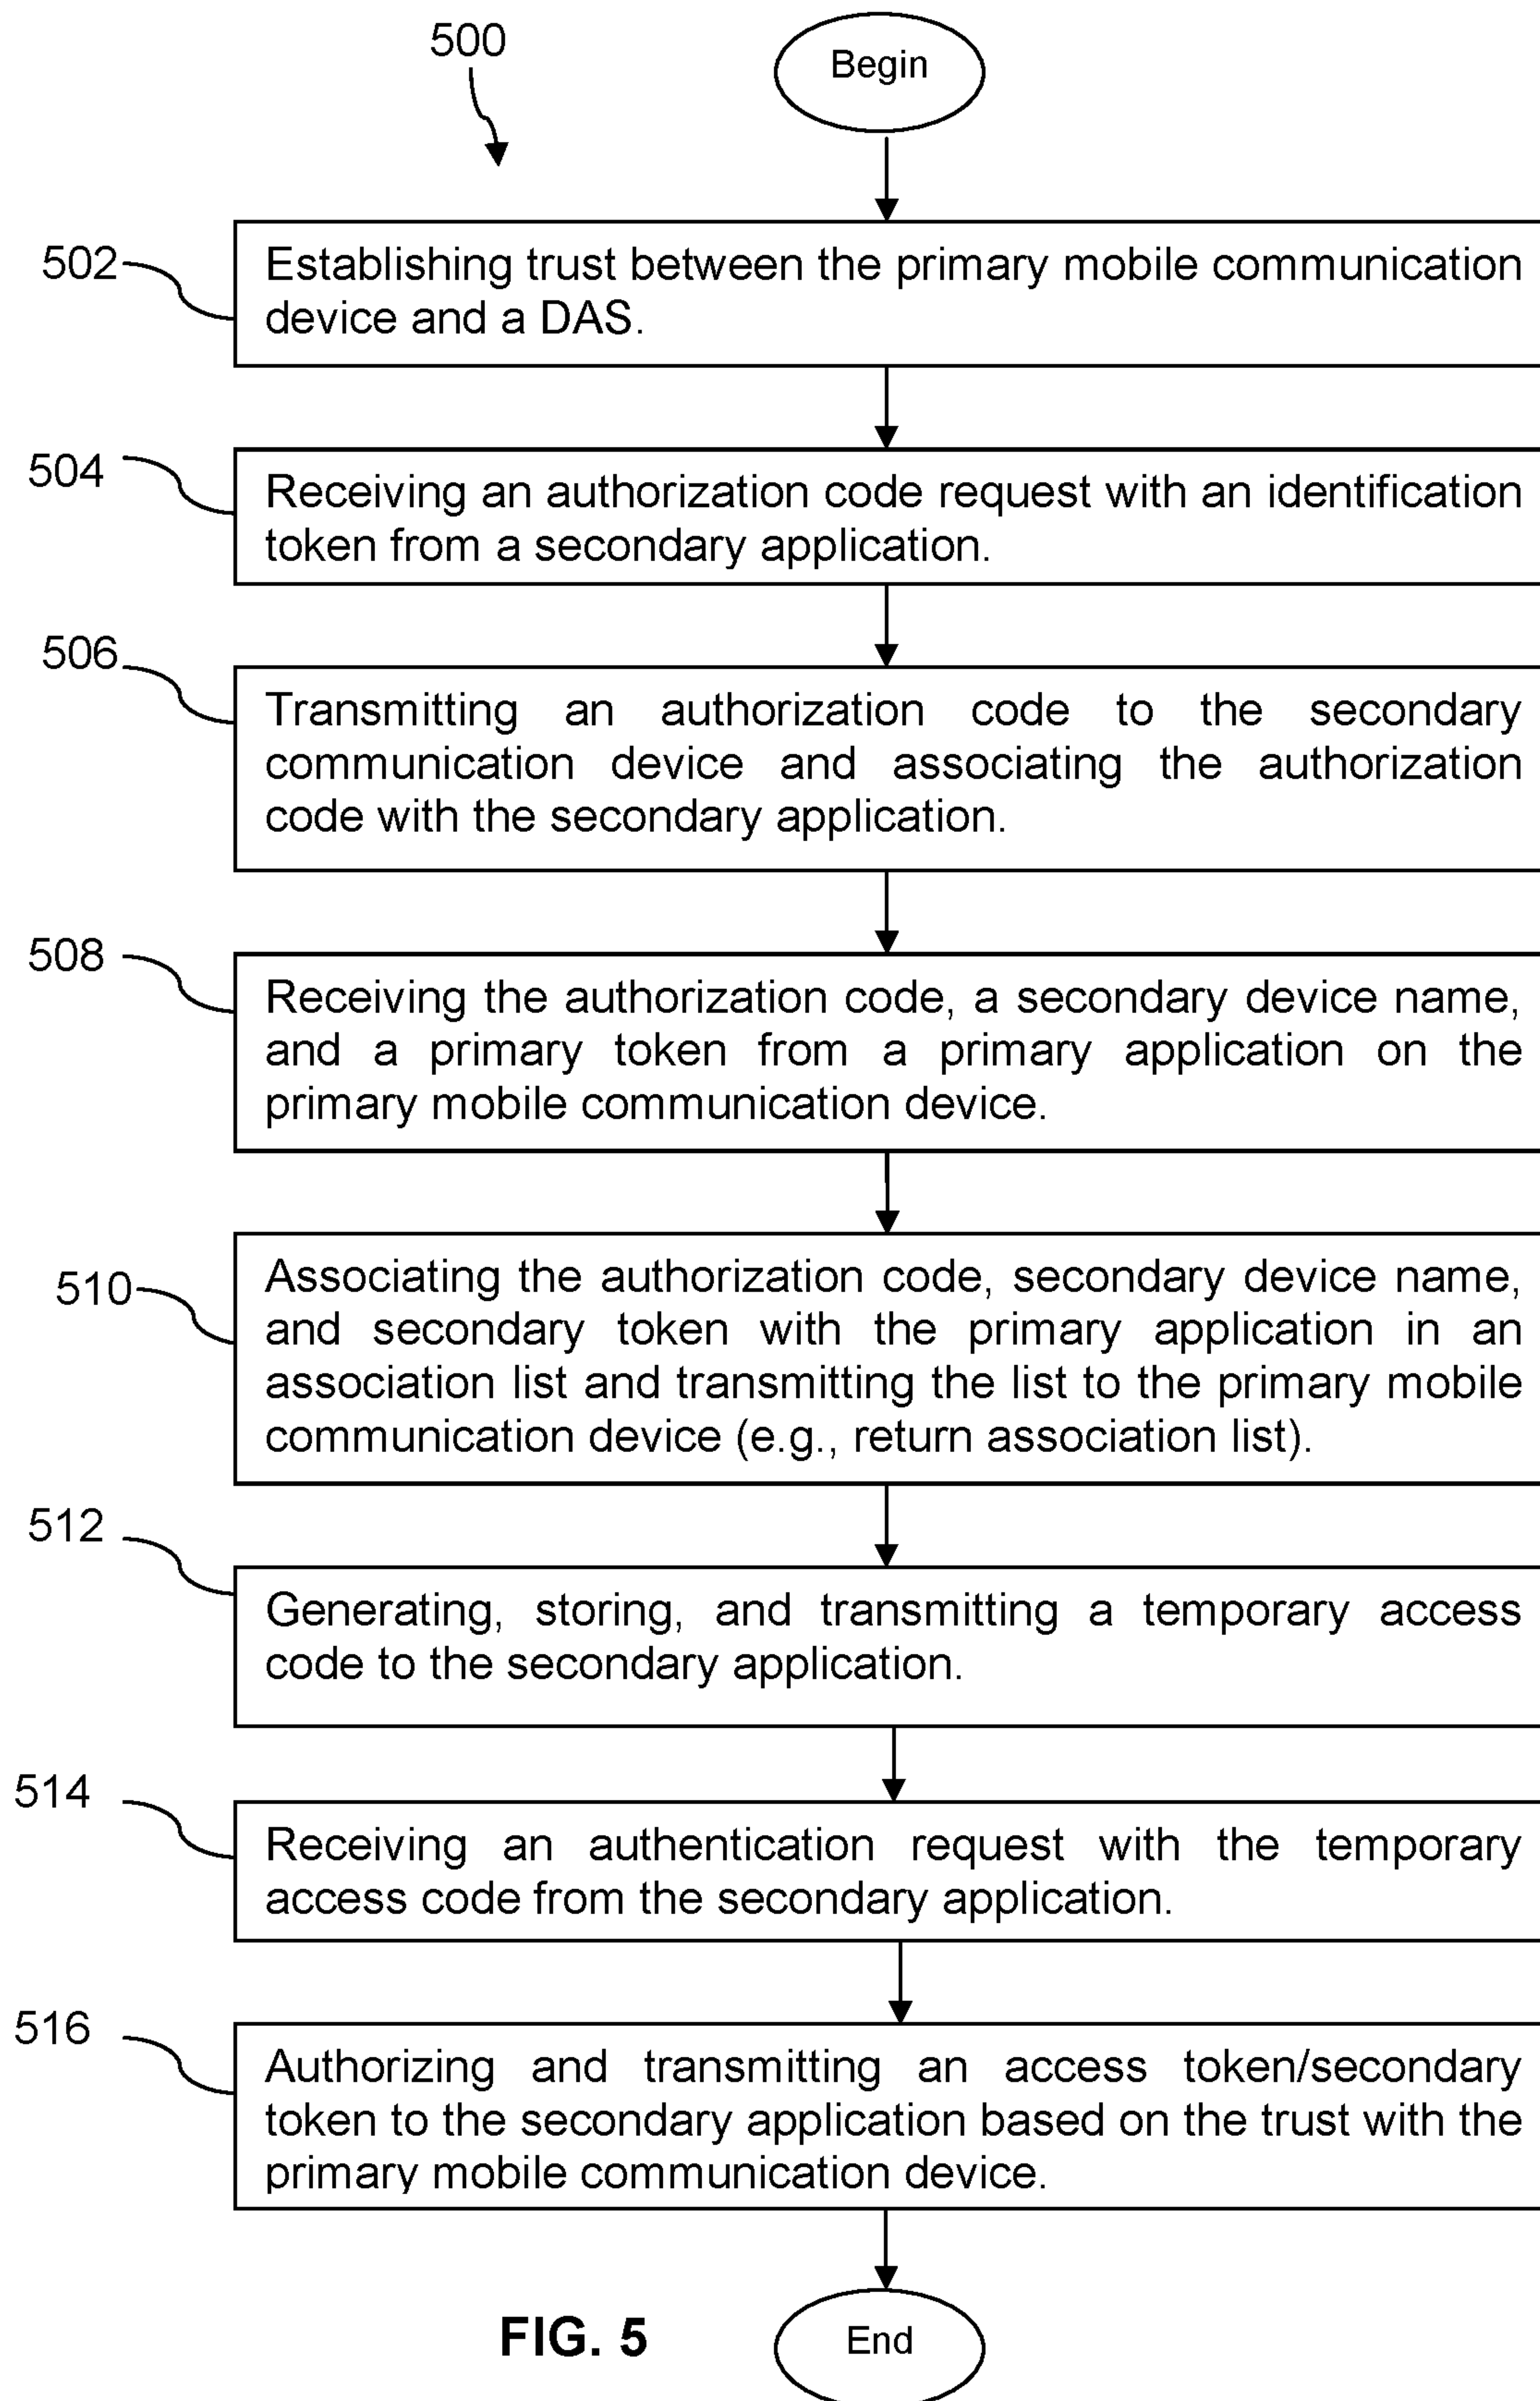 500
Begin
502
Establishing trust between the primary mobile communication
device and a DAS.
504
Receiving an authorization code request with an identification
token from a secondary application.
506
Transmitting an authorization code to the secondary
communication device and associating the authorization
code with the secondary application.
508
Receiving the authorization code, a secondary device name,
and a primary token from a primary application on the
primary mobile communication device.
510
Associating the authorization code, secondary device name,
and secondary token with the primary application in an
association list and transmitting the list to the primary mobile
communication device (e.g., return association list).
512
Generating, storing, and transmitting a temporary access
code to the secondary application.
514
Receiving an authentication request with the temporary
access code from the secondary application.
516
Authorizing and transmitting an access token/secondary
token to the secondary application based on the trust with the
primary mobile communication device.
FIG. 5
End